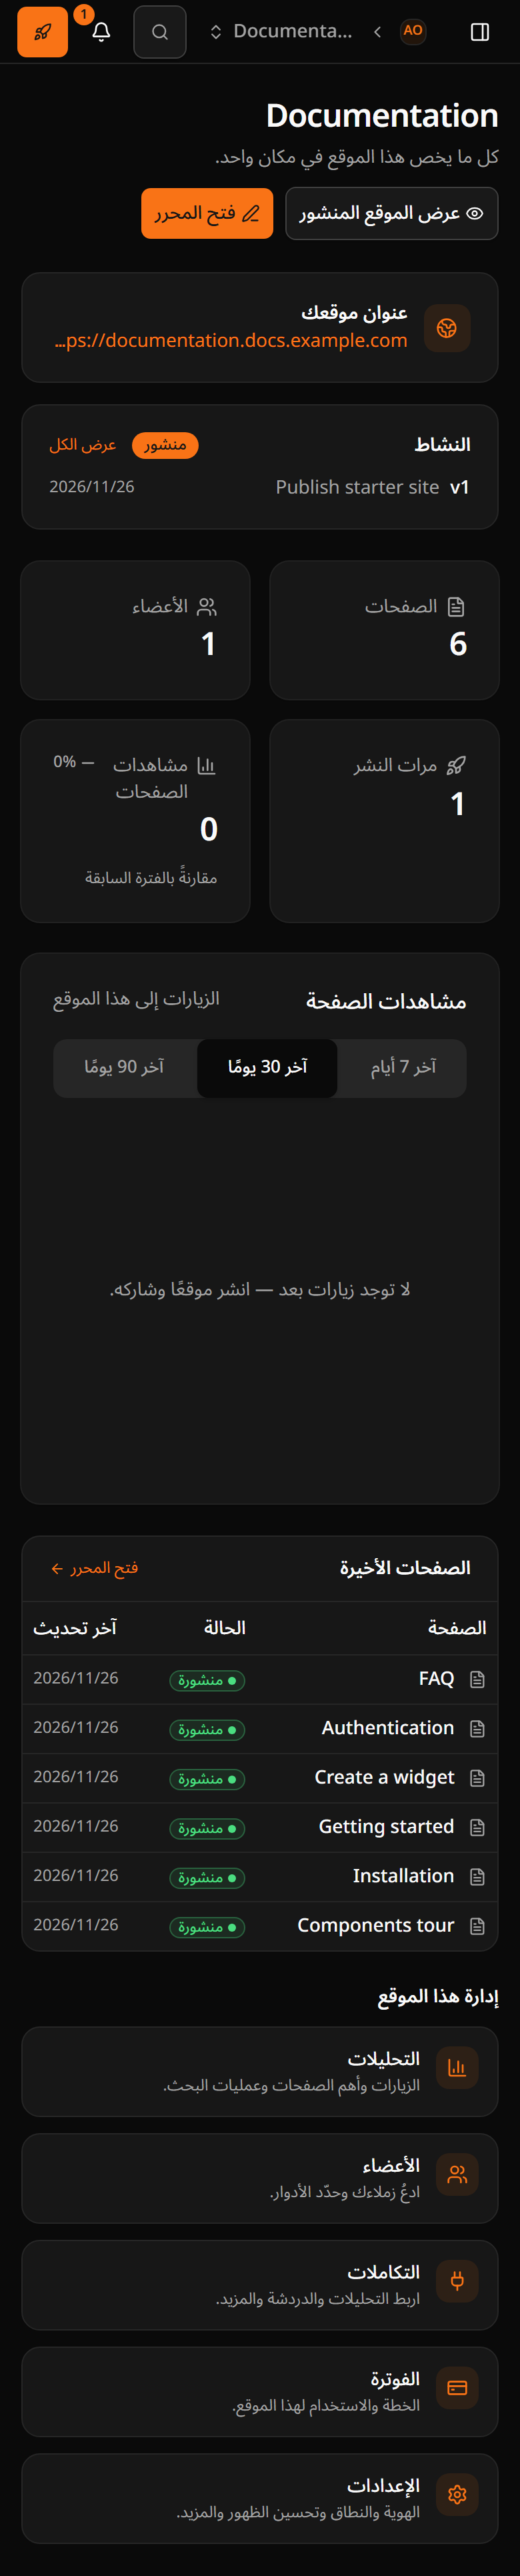 AO
Documenta...
1
Documentation
كل ما يخص هذا الموقع في مكان واحد.
عرض الموقع المنشور
فتح المحرر
عنوان موقعك
ps://documentation.docs.example.com...
النشاط
منشور
عرض الكل
v1 Publish starter site
2026/11/26
الصفحات
6
الأعضاء
1
مرات النشر
1
مشاهدات الصفحات
0% —
0
مقارنةً بالفترة السابقة
مشاهدات الصفحة
الزيارات إلى هذا الموقع
آخر 7 أيام
آخر 30 يومًا
آخر 90 يومًا
لا توجد زيارات بعد — انشر موقعًا وشاركه.
الصفحات الأخيرة
فتح المحرر ←
الصفحة الحالة آخر تحديث
FAQ منشورة 2026/11/26
Authentication منشورة 2026/11/26
Create a widget منشورة 2026/11/26
Getting started منشورة 2026/11/26
Installation منشورة 2026/11/26
Components tour منشورة 2026/11/26
إدارة هذا الموقع
التحليلات
الزيارات وأهم الصفحات وعمليات البحث.
الأعضاء
ادعُ زملاءك وحدّد الأدوار.
التكاملات
اربط التحليلات والدردشة والمزيد.
الفوترة
الخطة والاستخدام لهذا الموقع.
الإعدادات
الهوية والنطاق وتحسين الظهور والمزيد.